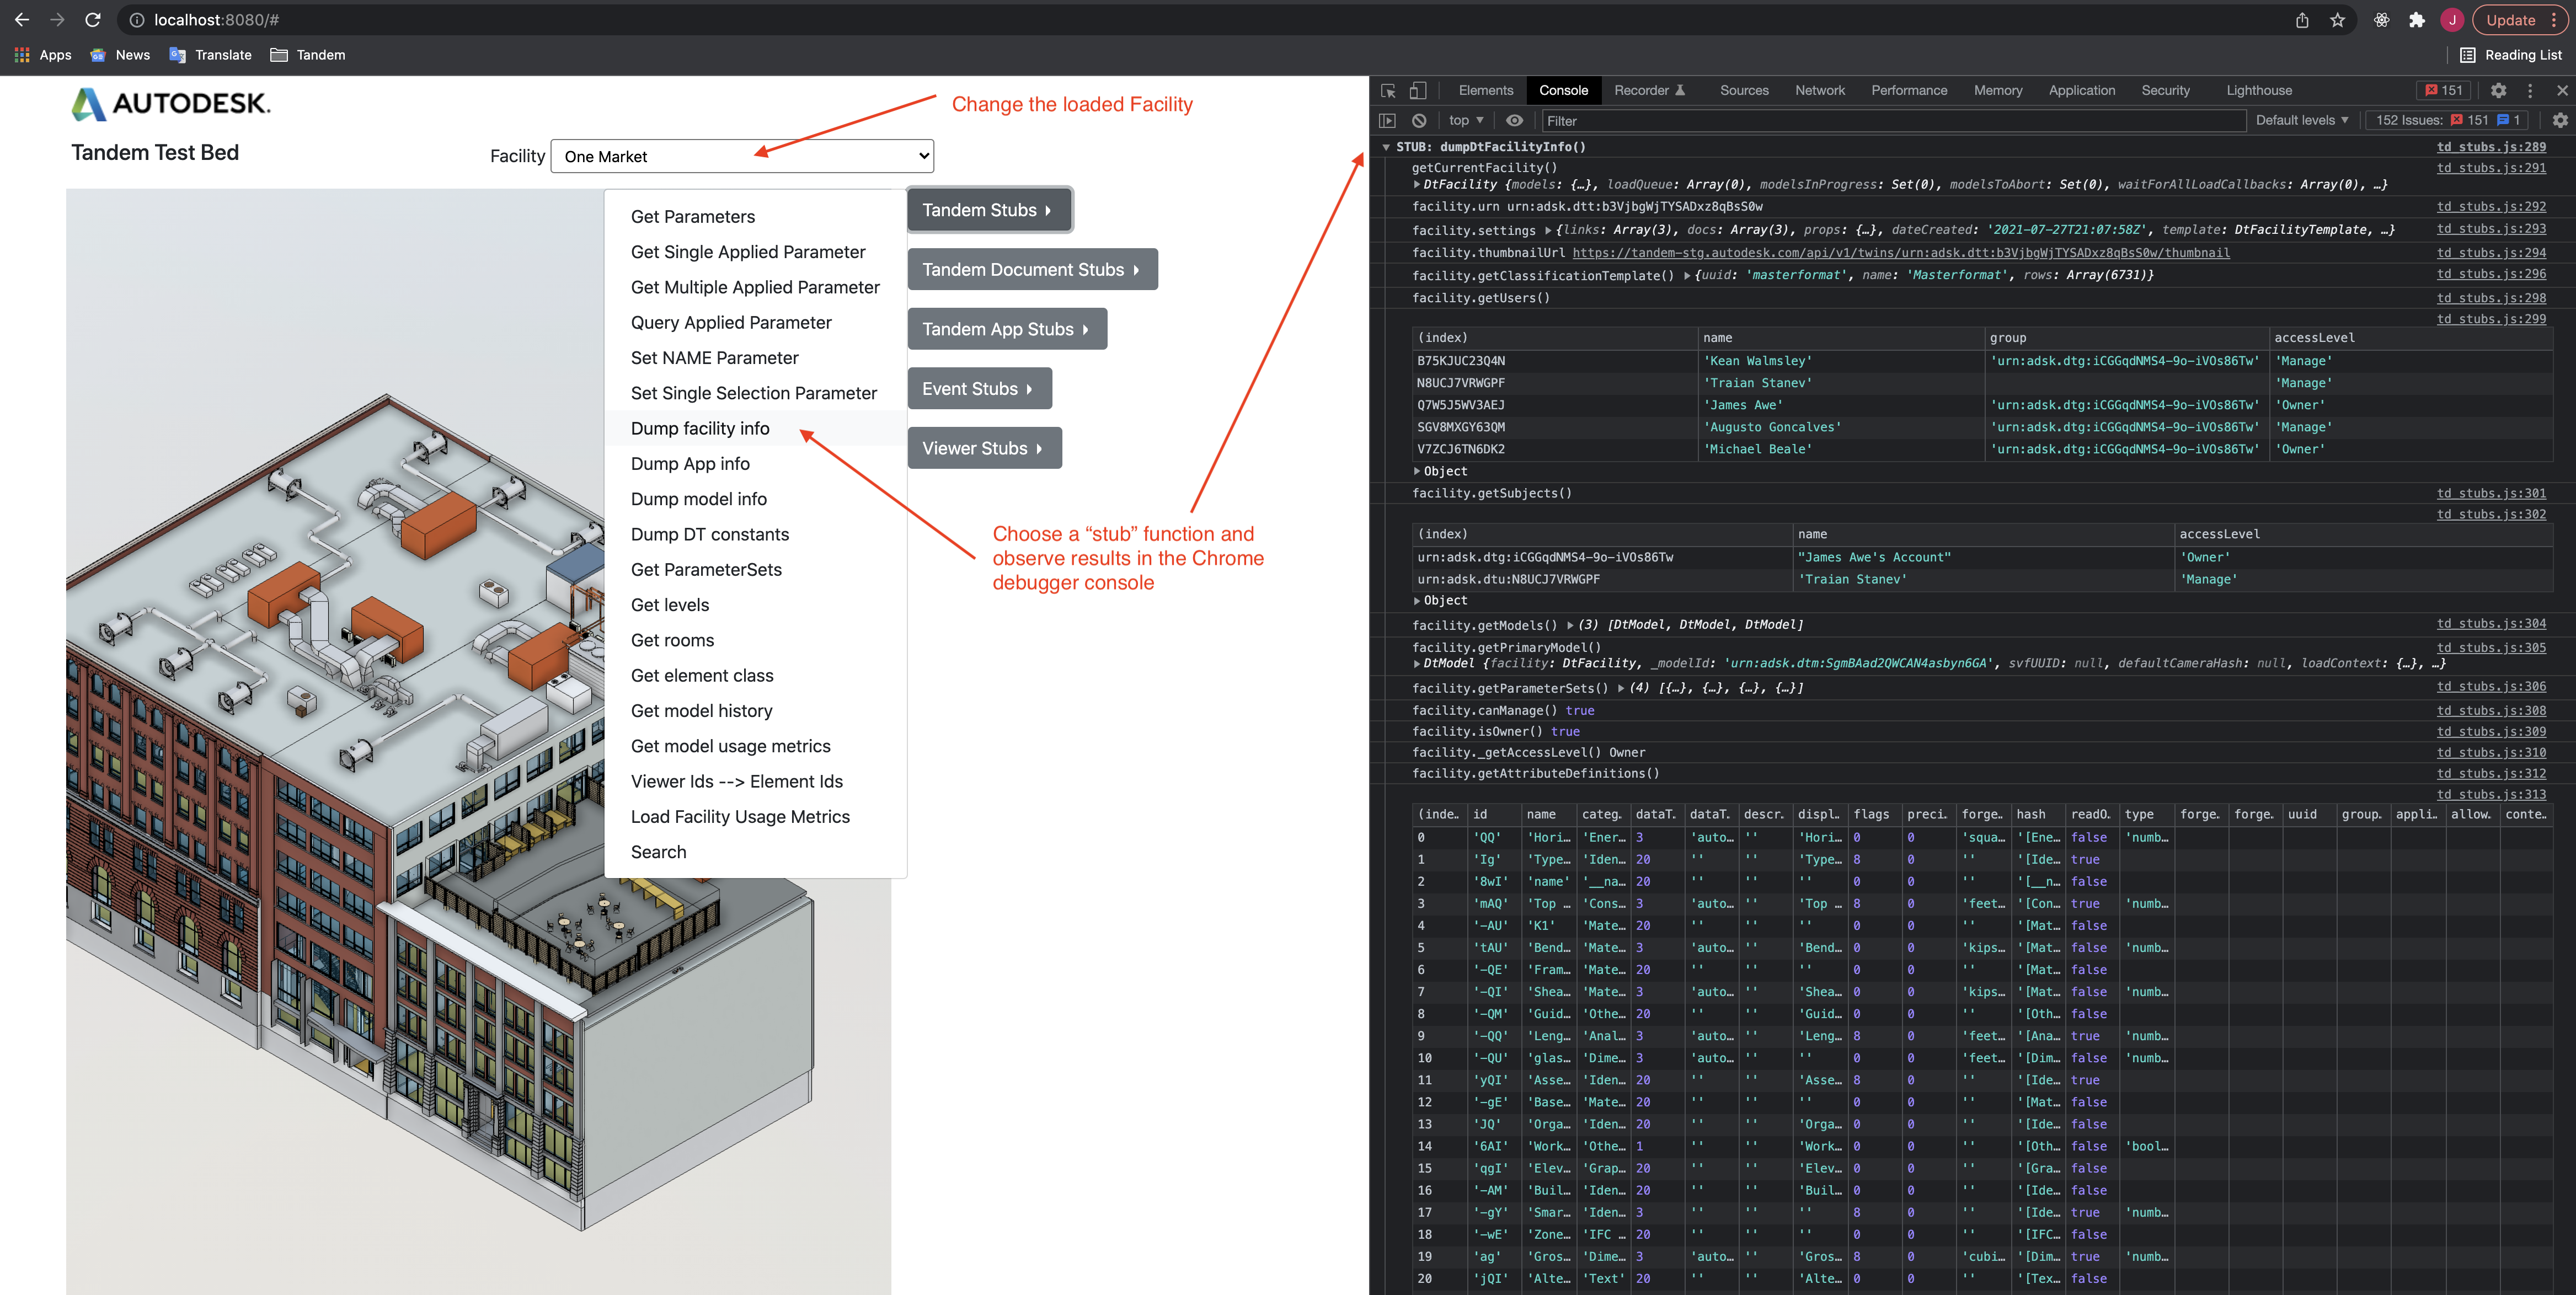 localhost:8080/#
J
Update
Apps
News
Translate
Tandem
Reading List
AUTODESK.
Tandem Test Bed
Facility One Market
Change the loaded Facility
Get Parameters
Get Single Applied Parameter
Get Multiple Applied Parameter
Query Applied Parameter
Set NAME Parameter
Set Single Selection Parameter
Dump facility info
Dump App info
Dump model info
Dump DT constants
Get ParameterSets
Get levels
Get rooms
Get element class
Get model history
Get model usage metrics
Viewer Ids --> Element Ids
Load Facility Usage Metrics
Search
Tandem Stubs
Tandem Document Stubs
Tandem App Stubs
Event Stubs
Viewer Stubs
Choose a “stub” function and
observe results in the Chrome
debugger console
Elements Console Recorder Sources Network Performance Memory Application Security Lighthouse 151
top Filter Default levels 152 Issues: 151 1
STUB: dumpDtFacilityInfo() td_stubs.js:289
getCurrentFacility() td_stubs.js:291
DtFacility {models: {…}, loadQueue: Array(0), modelsInProgress: Set(0), modelsToAbort: Set(0), waitForAllLoadCallbacks: Array(0), …}
facility.urn urn:adsk.dtt:b3VjbgWjTYSADxz8qBsS0w td_stubs.js:292
facility.settings {links: Array(3), docs: Array(3), props: {…}, dateCreated: '2021-07-27T21:07:58Z', template: DtFacilityTemplate, …} td_stubs.js:293
facility.thumbnailUrl https://tandem-stg.autodesk.com/api/v1/twins/urn:adsk.dtt:b3VjbgWjTYSADxz8qBsS0w/thumbnail td_stubs.js:294
facility.getClassificationTemplate() {uuid: 'masterformat', name: 'Masterformat', rows: Array(6731)} td_stubs.js:296
facility.getUsers() td_stubs.js:298
td_stubs.js:299
(index) name group accessLevel
B75KJUC23Q4N 'Kean Walmsley' 'urn:adsk.dtg:iCGGqdNMS4-9o-iVOs86Tw' 'Manage'
N8UCJ7VRWGPF 'Traian Stanev' 'Manage'
Q7W5J5WV3AEJ 'James Awe' 'urn:adsk.dtg:iCGGqdNMS4-9o-iVOs86Tw' 'Owner'
SGV8MXGY63QM 'Augusto Goncalves' 'urn:adsk.dtg:iCGGqdNMS4-9o-iVOs86Tw' 'Manage'
V7ZCJ6TN6DK2 'Michael Beale' 'urn:adsk.dtg:iCGGqdNMS4-9o-iVOs86Tw' 'Owner'
Object
facility.getSubjects() td_stubs.js:301
td_stubs.js:302
(index) name accessLevel
urn:adsk.dtg:iCGGqdNMS4-9o-iVOs86Tw "James Awe's Account" 'Owner'
urn:adsk.dtu:N8UCJ7VRWGPF 'Traian Stanev' 'Manage'
Object
facility.getModels() (3) [DtModel, DtModel, DtModel] td_stubs.js:304
facility.getPrimaryModel() td_stubs.js:305
DtModel {facility: DtFacility, _modelId: 'urn:adsk.dtm:SgmBAad2QWCAN4asbyn6GA', svfUUID: null, defaultCameraHash: null, loadContext: {…}, …}
facility.getParameterSets() (4) [{…}, {…}, {…}, {…}] td_stubs.js:306
facility.canManage() true td_stubs.js:308
facility.isOwner() true td_stubs.js:309
facility._getAccessLevel() Owner td_stubs.js:310
facility.getAttributeDefinitions() td_stubs.js:312
td_stubs.js:313
(inde… id name categ… dataT… dataT… descr… displ… flags preci… forge… hash readO… type forge… forge… uuid group… appli… allow… conte…
0 'QQ' 'Hori… 'Ener… 3 'auto… '' 'Hori… 0 0 'squa… '[Ene… false 'numb…
1 'Ig' 'Type… 'Iden… 20 '' '' 'Type… 8 0 '' '[Ide… true
2 '8wI' 'name' '__na… 20 '' '' '' 0 0 '' '[__n… false
3 'mAQ' 'Top … 'Cons… 3 'auto… '' 'Top … 8 0 'feet… '[Con… true 'numb…
4 '-AU' 'K1' 'Mate… 20 '' '' '' 0 0 '' '[Mat… false
5 'tAU' 'Bend… 'Mate… 3 'auto… '' 'Bend… 0 0 'kips… '[Mat… false 'numb…
6 '-QE' 'Fram… 'Mate… 20 '' '' '' 0 0 '' '[Mat… false
7 '-QI' 'Shea… 'Mate… 3 'auto… '' 'Shea… 0 0 'kips… '[Mat… false 'numb…
8 '-QM' 'Guid… 'Othe… 20 '' '' 'Guid… 0 0 '' '[Oth… false
9 '-QQ' 'Leng… 'Anal… 3 'auto… '' 'Leng… 8 0 'feet… '[Ana… true 'numb…
10 '-QU' 'glas… 'Dime… 3 'auto… '' '' 0 0 'feet… '[Dim… false 'numb…
11 'yQI' 'Asse… 'Iden… 20 '' '' 'Asse… 8 0 '' '[Ide… true
12 '-gE' 'Base… 'Mate… 20 '' '' '' 0 0 '' '[Mat… false
13 'JQ' 'Orga… 'Iden… 20 '' '' 'Orga… 0 0 '' '[Ide… false
14 '6AI' 'Work… 'Othe… 1 '' '' 'Work… 0 0 '' '[Oth… false 'bool…
15 'qgI' 'Elev… 'Grap… 20 '' '' 'Elev… 0 0 '' '[Gra… false
16 '-AM' 'Buil… 'Iden… 20 '' '' 'Buil… 0 0 '' '[Ide… false
17 '-gY' 'Smar… 'Iden… 3 '' '' '' 8 0 '' '[Ide… true 'numb…
18 '-wE' 'Zone… 'IFC … 20 '' '' '' 0 0 '' '[IFC… false
19 'ag' 'Gros… 'Dime… 3 'auto… '' 'Gros… 8 0 'cubi… '[Dim… true 'numb…
20 'jQI' 'Alte… 'Text' 20 '' '' 'Alte… 0 0 '' '[Tex… false